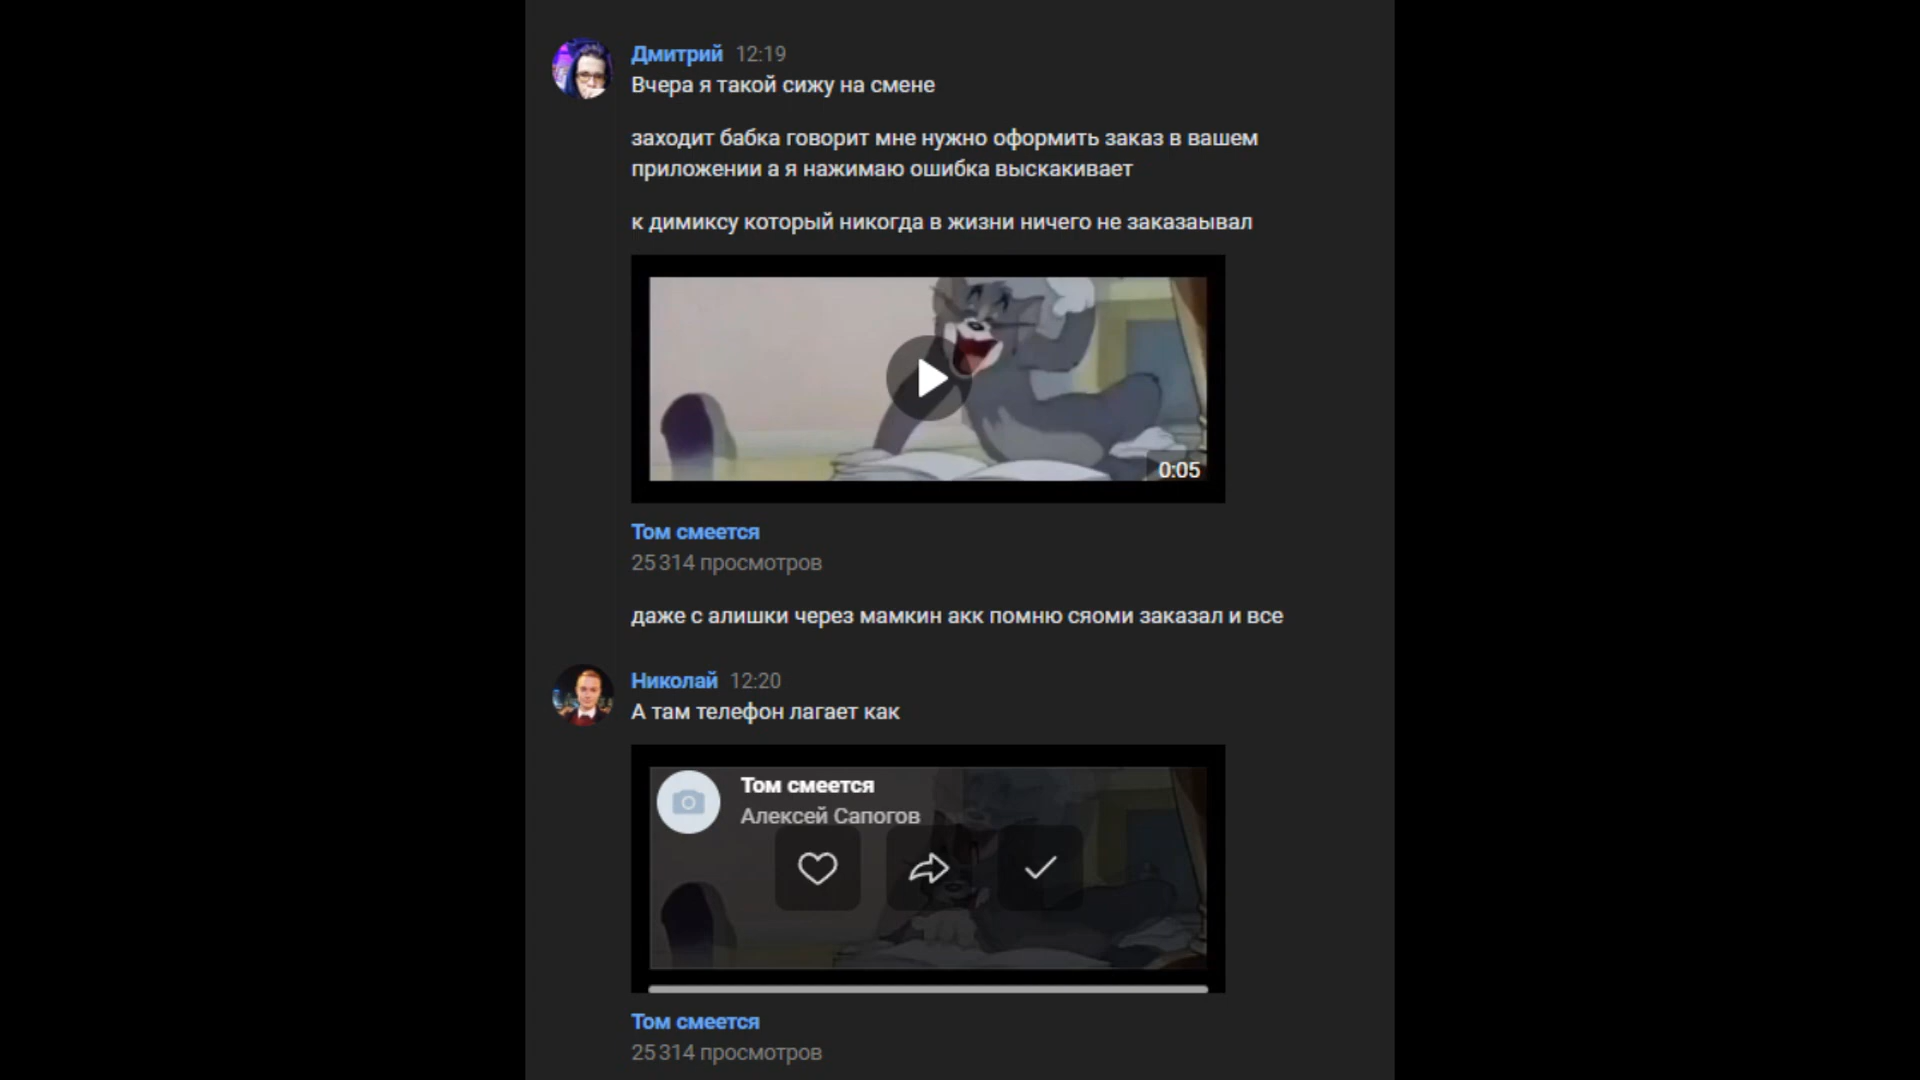 Дмитрий 12:19
Вчера я такой сижу на смене
заходит бабка говорит мне нужно оформить заказ в вашем
приложении а я нажимаю ошибка выскакивает
к димиксу который никогда в жизни ничего не заказаывал
0:05
Том смеется
25 314 просмотров
даже с алишки через мамкин акк помню сяоми заказал и все
Николай 12:20
А там телефон лагает как
Том смеется
Алексей Сапогов
Том смеется
25 314 просмотров